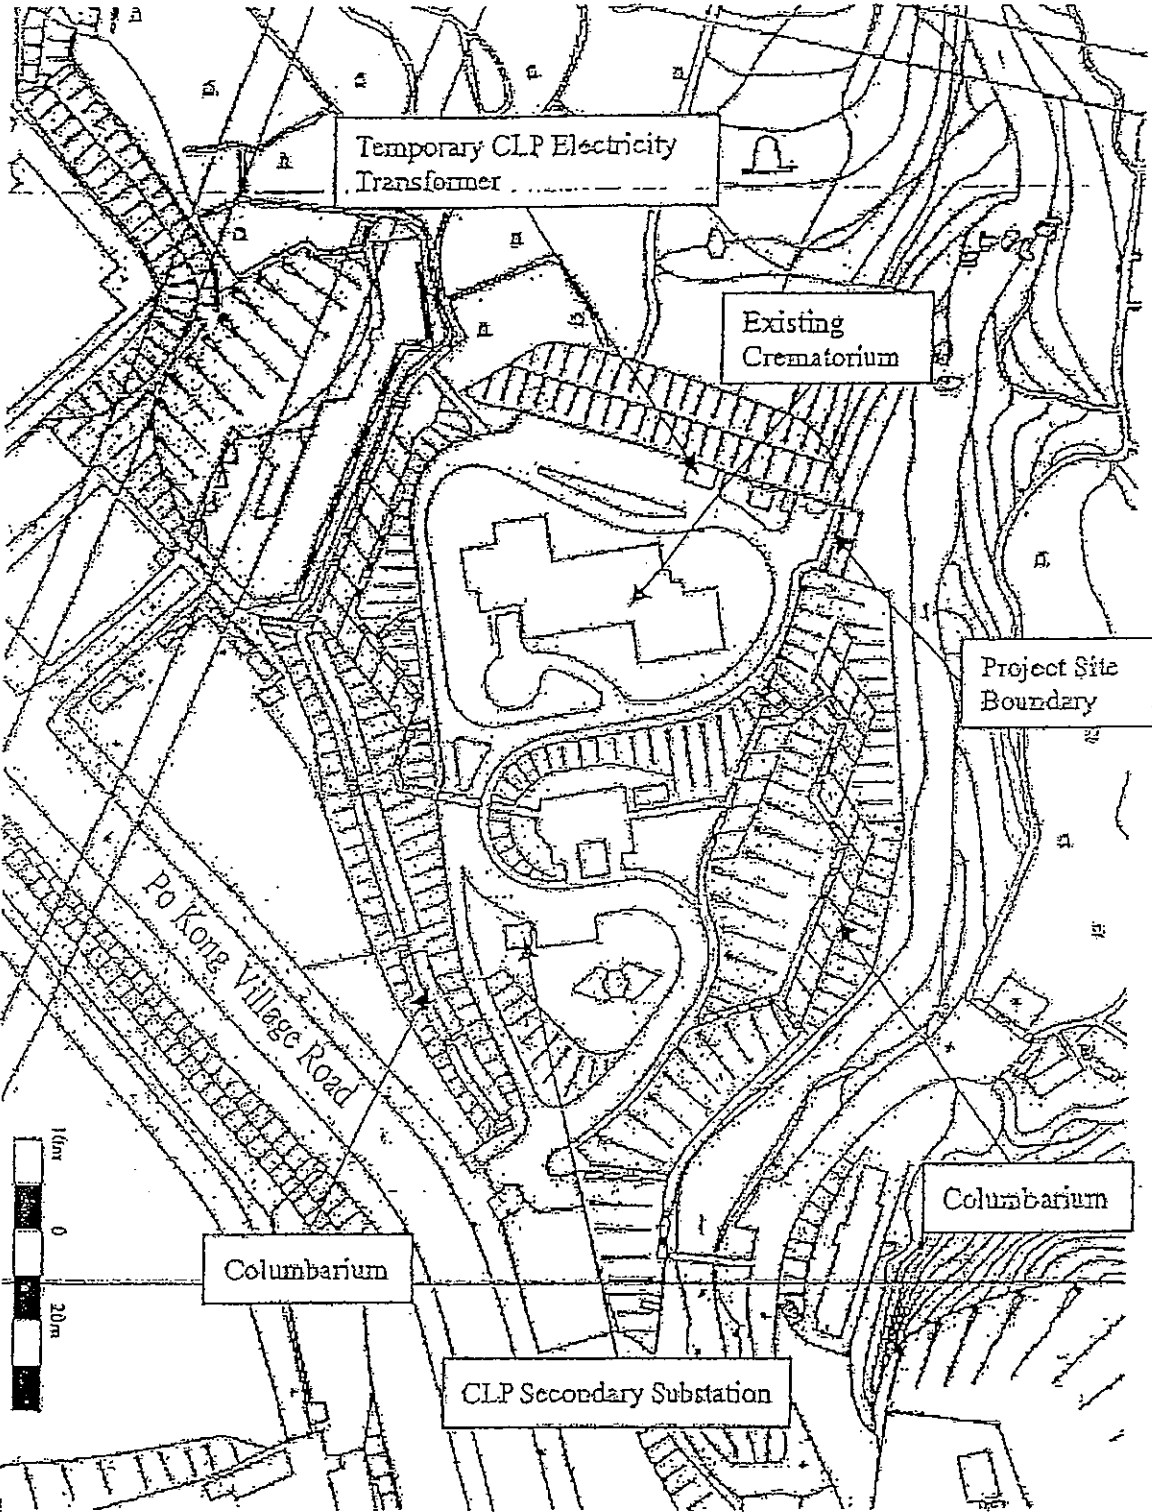 Temporary CLP Electricity
Transformer
Existing
Crematorium
Project Site
Boundary
Po Kong Village Road
10m
0
20m
Columbarium
Columbarium
CLP Secondary Substation